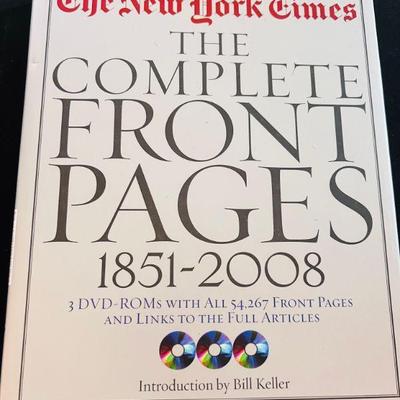 The New York Times
THE
COMPLETE
FRONT
PAGES
1851-2008
3 DVD-ROMS WITH ALL 54,267 FRONT PAGES
AND LINKS TO THE FULL ARTICLES
Introduction by Bill Keller